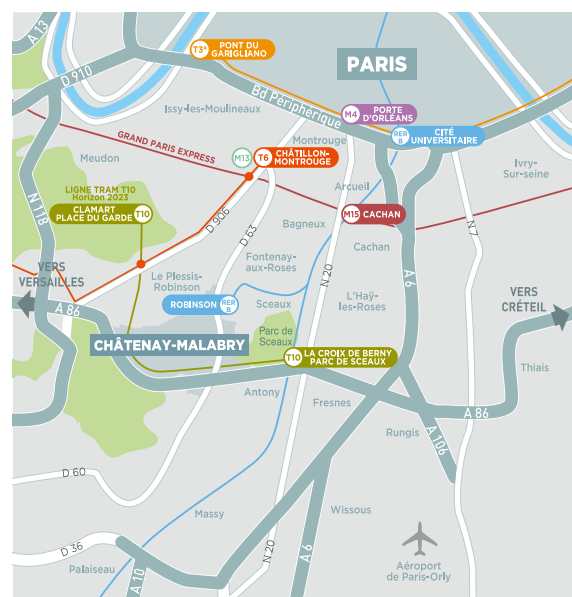 A 13
T3ᴬ PONT DU
GARIGLIANO
D 910
PARIS
Bd Périphérique
Issy-les-Moulineaux
M4 PORTE
D'ORLÉANS
RER
B
CITÉ
UNIVERSITAIRE
GRAND PARIS EXPRESS
Montrouge
M13
T6 CHÂTILLON-
MONTROUGE
Meudon
Ivry-
Sur-seine
N 118
LIGNE TRAM T10
Horizon 2023
CLAMART
PLACE DU GARDE T10
D 906
Arcueil
M15 CACHAN
Bagneux
D 63
N 7
Cachan
Fontenay-
aux-Roses
N 20
A 6
VERS
VERSAILLES
Le Plessis-
Robinson
ROBINSON RER
B
Sceaux
L'Haÿ-
les-Roses
VERS
CRÉTEIL
A 86
CHÂTENAY-MALABRY
Parc de
Sceaux
T10 LA CROIX DE BERNY
PARC DE SCEAUX
Thiais
Antony
Fresnes
A 86
Rungis
A 106
D 60
Massy
Wissous
D 36
N 20
A 6
Palaiseau
A 10
Aéroport
de Paris-Orly